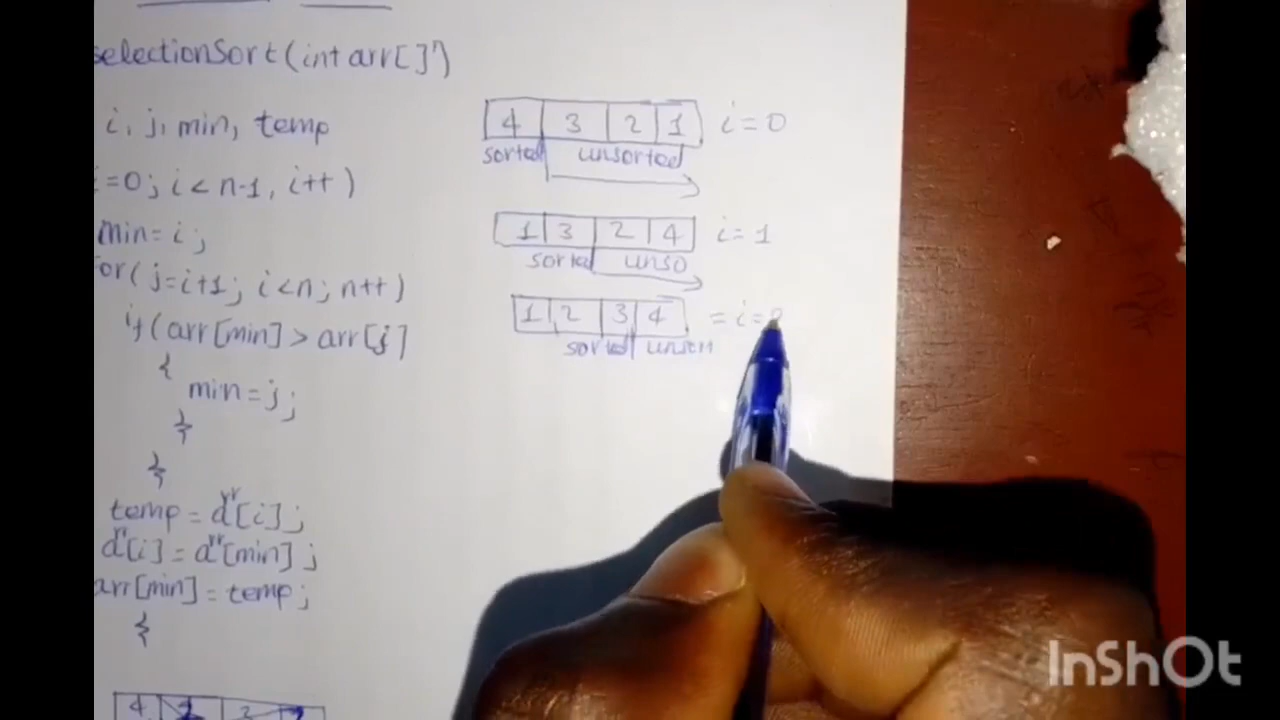 selectionSort(int arr[])
i, j, min, temp
i=0; i < n-1, i++ )
min= i ;
for( j=i+1; i<n; n++ )
if (arr[min] > arr[j]
{
min = j ;
}
}
temp = arr[i] ;
arr[i] = arr[min] ;
arr[min] = temp ;
{
4 3 2 1 i = 0
sorted unsorted
1 3 2 4 i = 1
sorted unso
1 2 3 4 = i =
sorted
4
InShOt